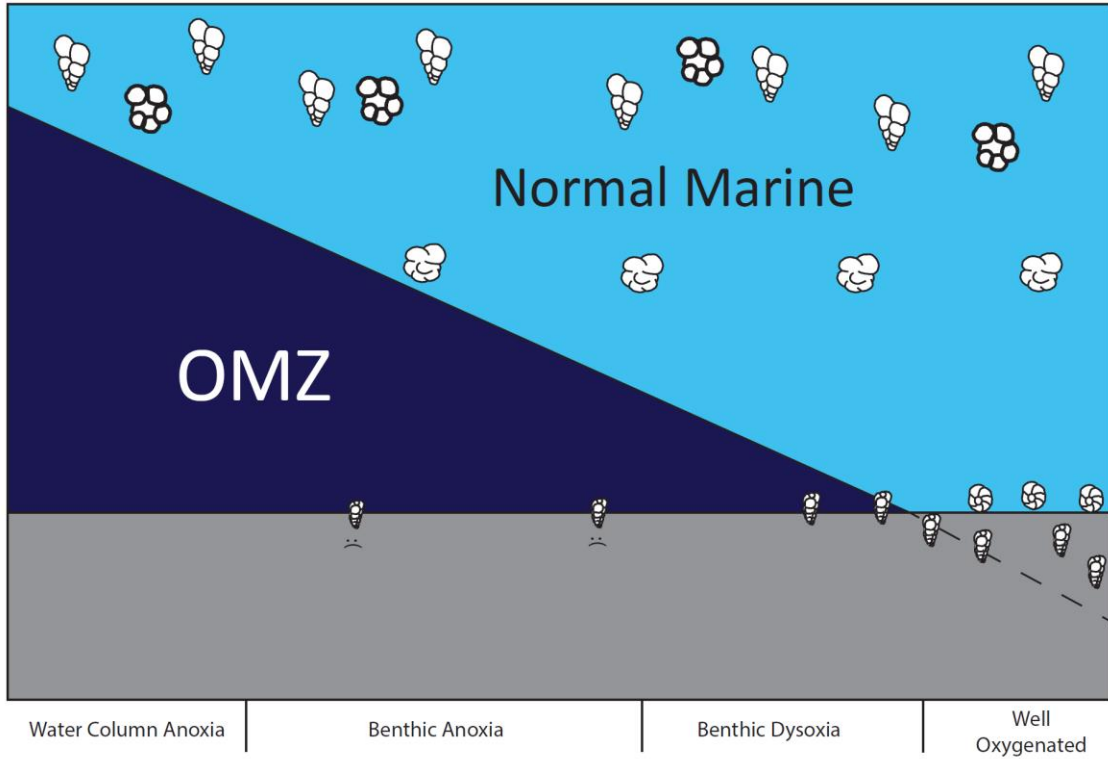 Normal Marine
OMZ
Water Column Anoxia
Benthic Anoxia
Benthic Dysoxia
Well
Oxygenated